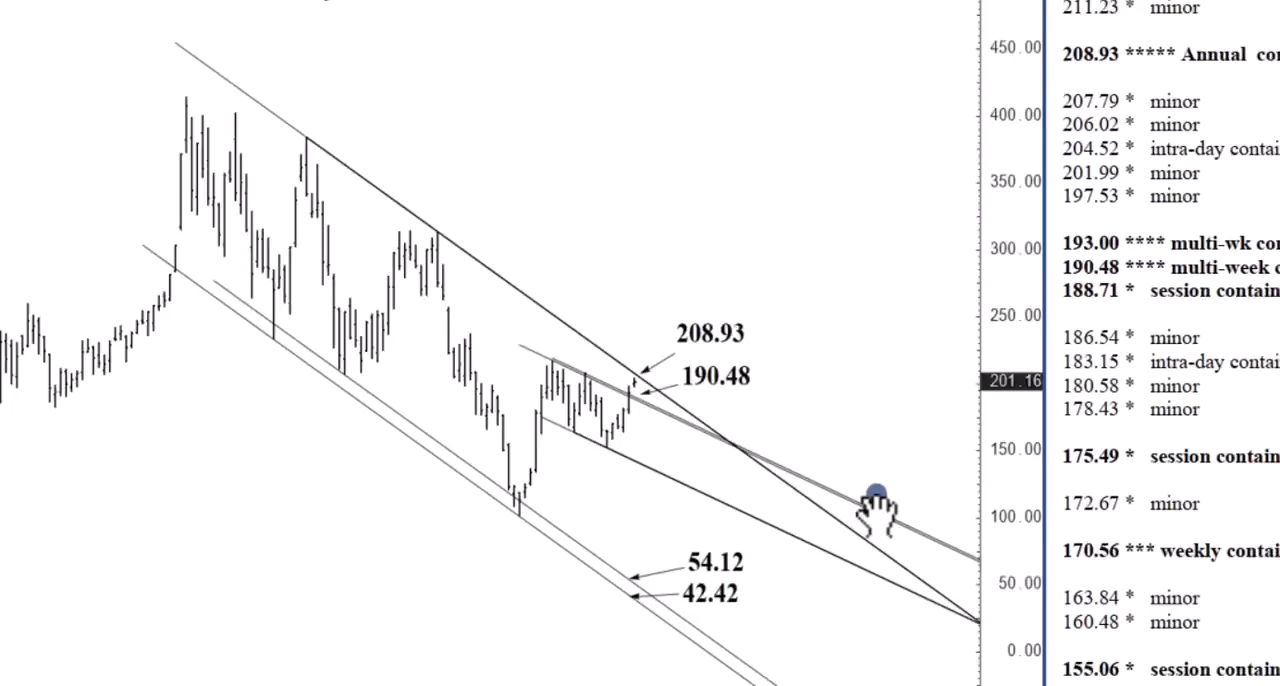 450.00
400.00
350.00
300.00
250.00
201.16
150.00
100.00
50.00
0.00
208.93
190.48
54.12
42.42
211.23 * minor
208.93 ***** Annual
207.79 * minor
206.02 * minor
204.52 * intra-day
201.99 * minor
197.53 * minor
193.00 **** multi-wk
190.48 **** multi-week
188.71 * session
186.54 * minor
183.15 * intra-day
180.58 * minor
178.43 * minor
175.49 * session
172.67 * minor
170.56 *** weekly
163.84 * minor
160.48 * minor
155.06 * session